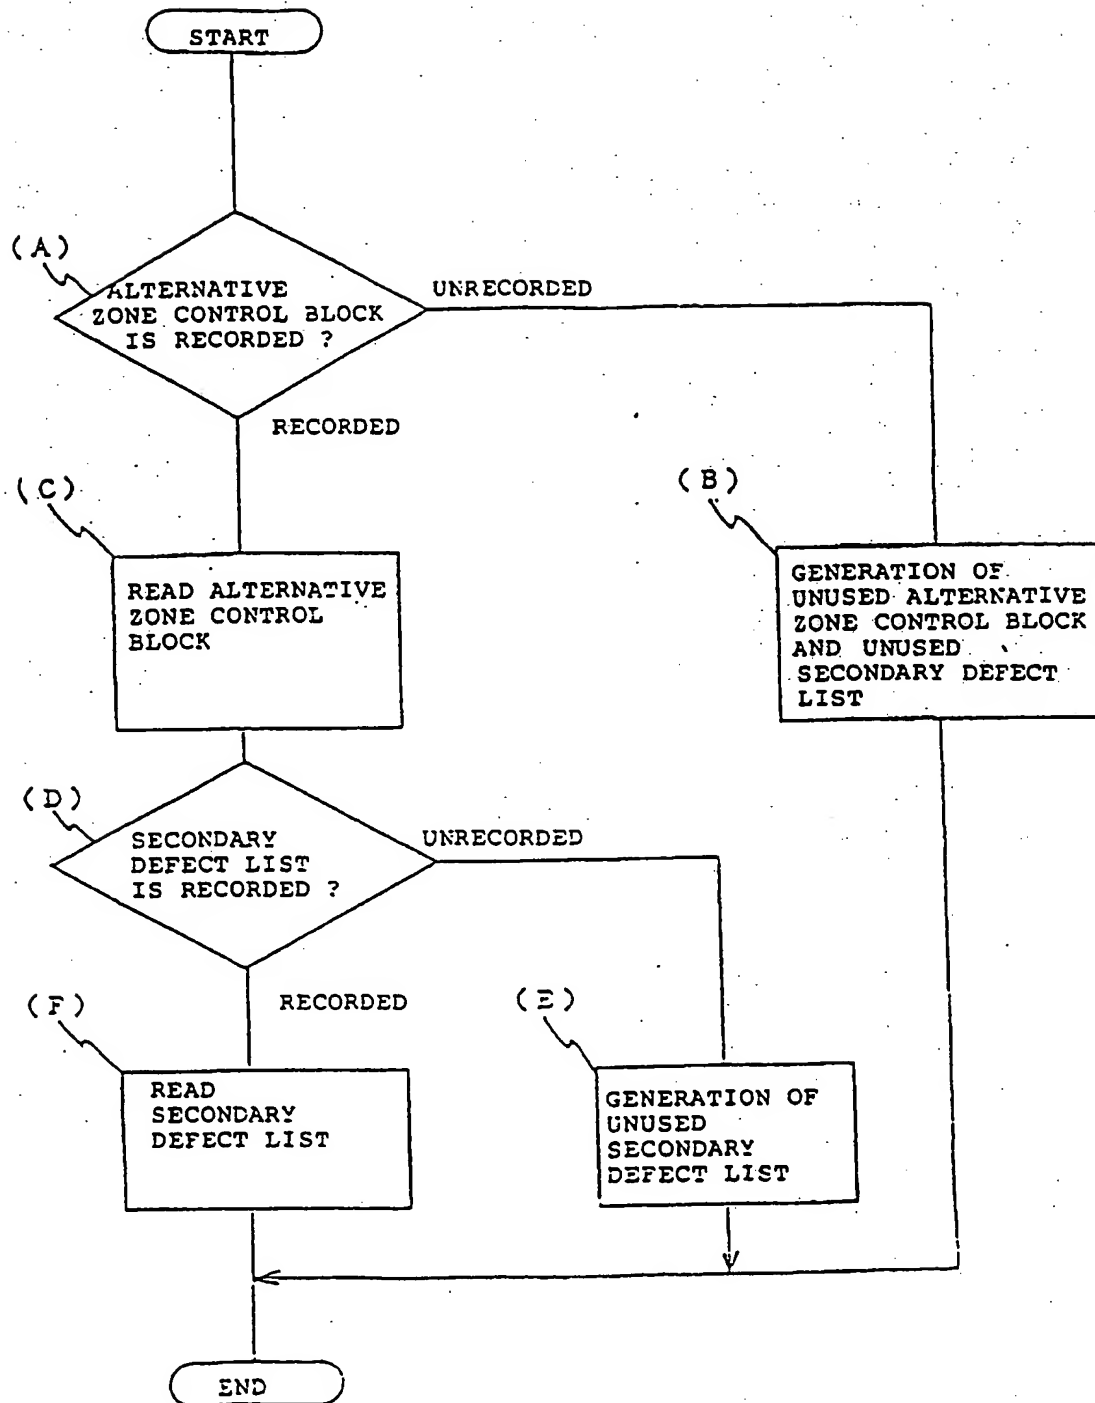 START
(A)
ALTERNATIVE
ZONE CONTROL BLOCK
IS RECORDED ?
UNRECORDED
RECORDED
(C)
READ ALTERNATIVE
ZONE CONTROL
BLOCK
(B)
GENERATION OF
UNUSED ALTERNATIVE
ZONE CONTROL BLOCK
AND UNUSED
SECONDARY DEFECT
LIST
(D)
SECONDARY
DEFECT LIST
IS RECORDED ?
UNRECORDED
RECORDED
(F)
READ
SECONDARY
DEFECT LIST
(E)
GENERATION OF
UNUSED
SECONDARY
DEFECT LIST
END